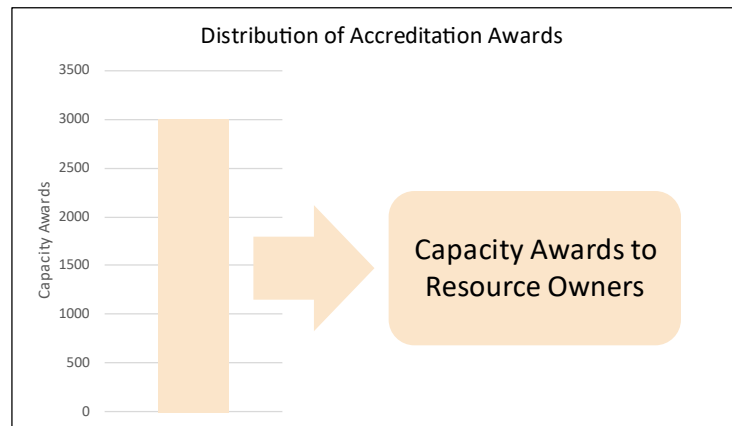 Distribution of Accreditation Awards
3500
3000
2500
2000
1500
1000
500
0
Capacity Awards
Capacity Awards to
Resource Owners